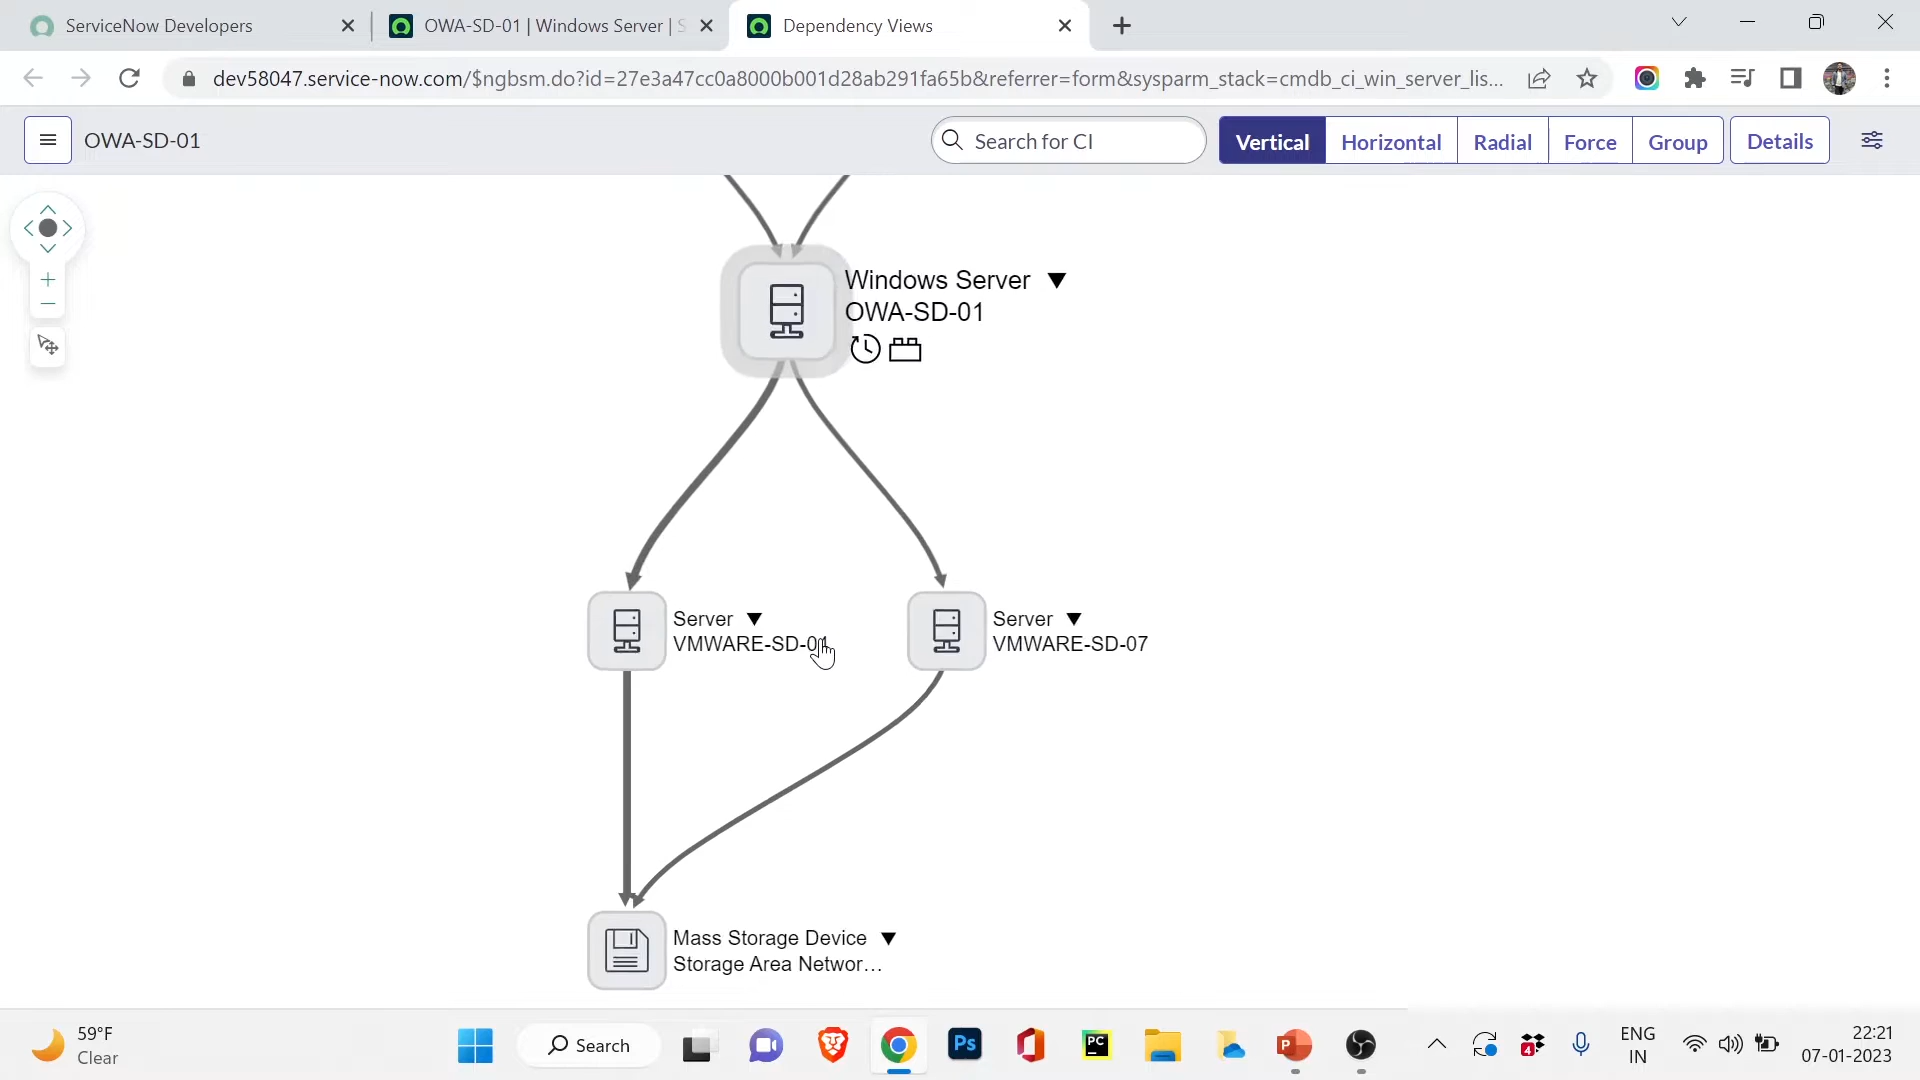 ServiceNow Developers
OWA-SD-01 | Windows Server | S
Dependency Views
dev58047.service-now.com/$ngbsm.do?id=27e3a47cc0a8000b001d28ab291fa65b&referrer=form&sysparm_stack=cmdb_ci_win_server_lis...
OWA-SD-01
Search for CI
Vertical
Horizontal
Radial
Force
Group
Details
Windows Server
OWA-SD-01
Server
VMWARE-SD-01
Server
VMWARE-SD-07
Mass Storage Device
Storage Area Networ...
59°F
Clear
Search
Ps
PC
P
4
ENG
IN
22:21
07-01-2023